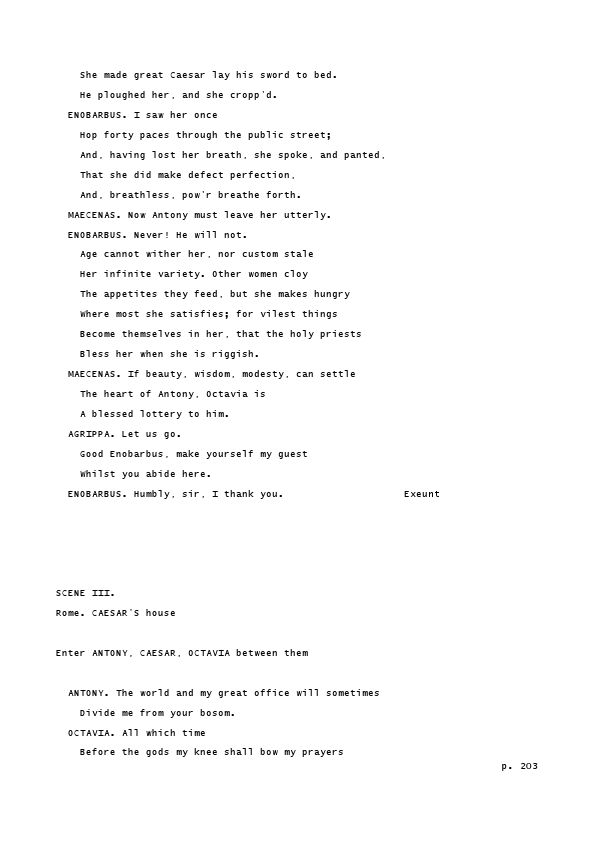 She made great Caesar lay his sword to bed.
He ploughed her, and she cropp'd.
ENOBARBUS. I saw her once
Hop forty paces through the public street;
And, having lost her breath, she spoke, and panted,
That she did make defect perfection,
And, breathless, pow'r breathe forth.
MAECENAS. Now Antony must leave her utterly.
ENOBARBUS. Never! He will not.
Age cannot wither her, nor custom stale
Her infinite variety. Other women cloy
The appetites they feed, but she makes hungry
Where most she satisfies; for vilest things
Become themselves in her, that the holy priests
Bless her when she is riggish.
MAECENAS. If beauty, wisdom, modesty, can settle
The heart of Antony, Octavia is
A blessed lottery to him.
AGRIPPA. Let us go.
Good Enobarbus, make yourself my guest
Whilst you abide here.
ENOBARBUS. Humbly, sir, I thank you. Exeunt
SCENE III.
Rome. CAESAR'S house
Enter ANTONY, CAESAR, OCTAVIA between them
ANTONY. The world and my great office will sometimes
Divide me from your bosom.
OCTAVIA. All which time
Before the gods my knee shall bow my prayers
p. 203